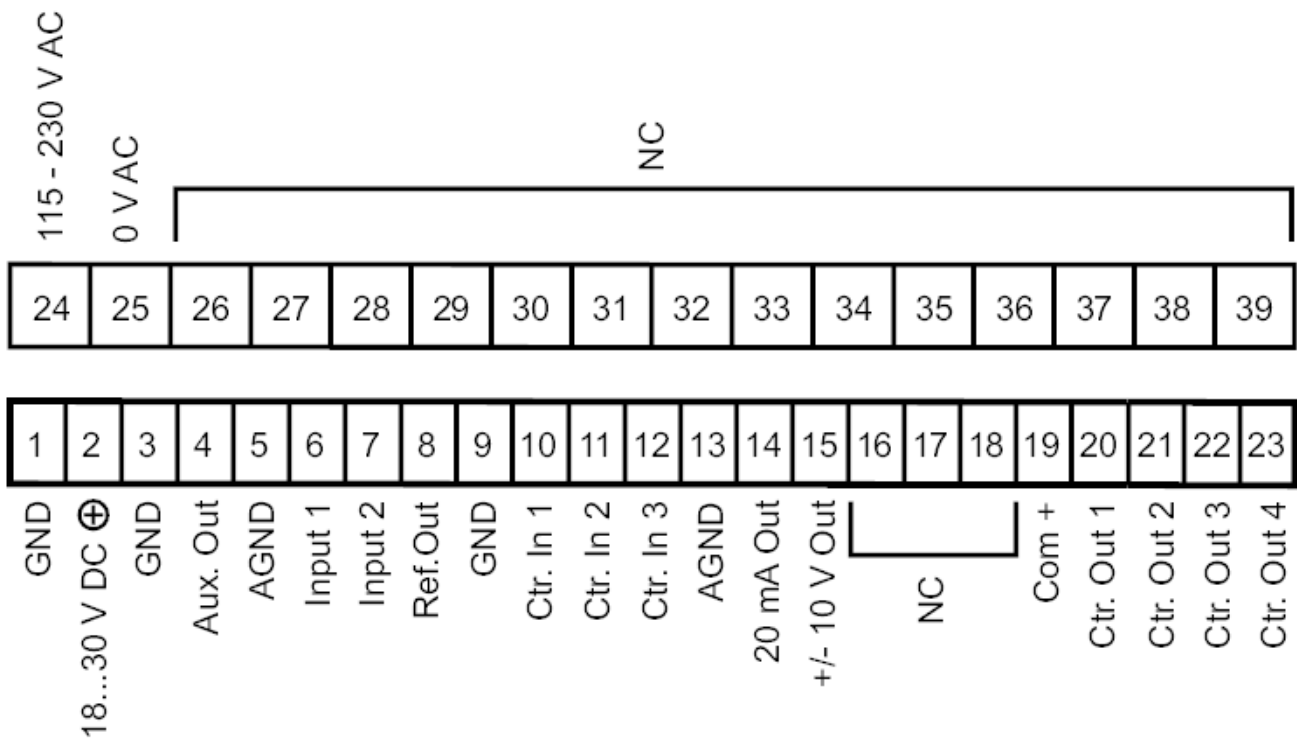 115 - 230 V AC
0 V AC
NC
24 25 26 27 28 29 30 31 32 33 34 35 36 37 38 39
1 2 3 4 5 6 7 8 9 10 11 12 13 14 15 16 17 18 19 20 21 22 23
GND
18...30 V DC ⊕
GND
Aux. Out
AGND
Input 1
Input 2
Ref.Out
GND
Ctr. In 1
Ctr. In 2
Ctr. In 3
AGND
20 mA Out
+/- 10 V Out
NC
Com +
Ctr. Out 1
Ctr. Out 2
Ctr. Out 3
Ctr. Out 4